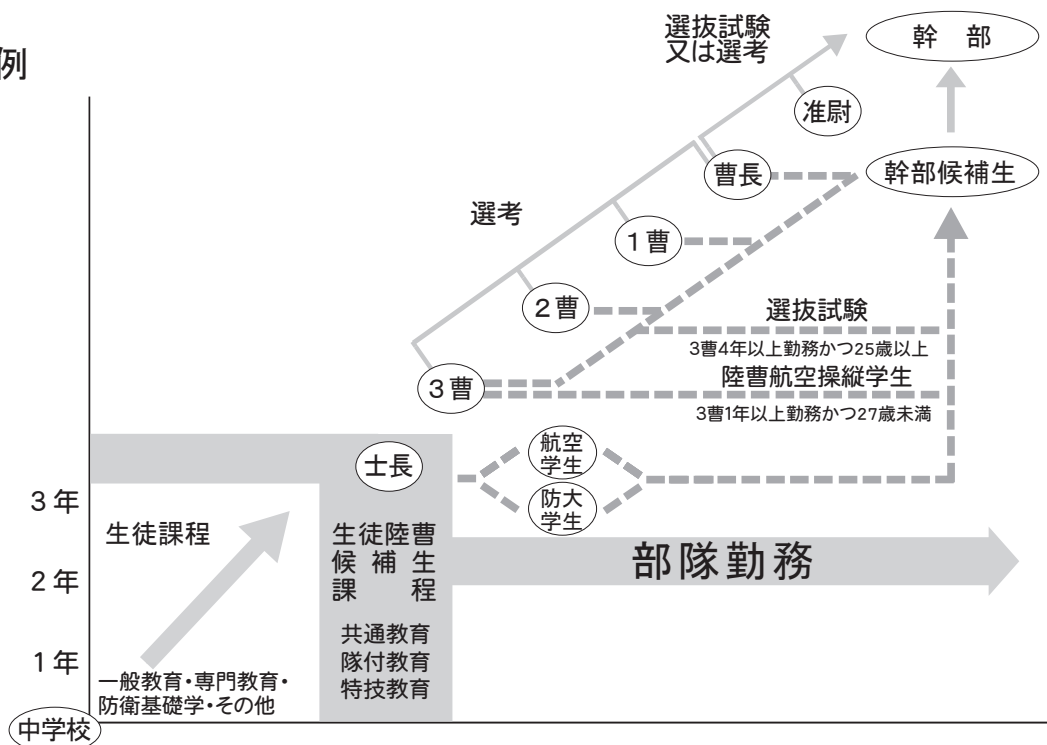 例
選抜試験
又は選考
幹 部
准尉
曹長
幹部候補生
選考
1曹
2曹
選抜試験
3曹4年以上勤務かつ25歳以上
3曹
陸曹航空操縦学生
3曹1年以上勤務かつ27歳未満
士長
航空
学生
防大
学生
3年
2年
1年
中学校
生徒課程
一般教育・専門教育・
防衛基礎学・その他
生徒陸曹
候補生
課程
共通教育
隊付教育
特技教育
部隊勤務